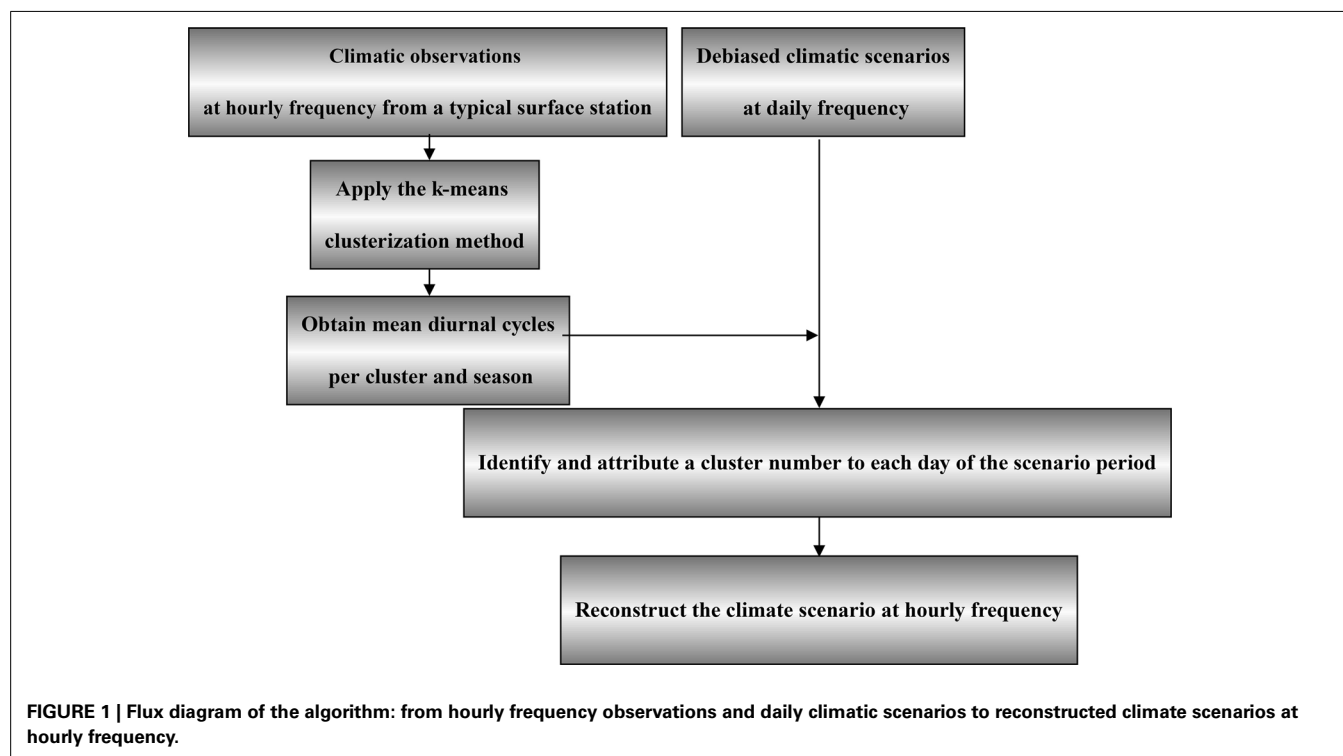 Climatic observations
at hourly frequency from a typical surface station
Debiased climatic scenarios
at daily frequency
Apply the k-means
clusterization method
Obtain mean diurnal cycles
per cluster and season
Identify and attribute a cluster number to each day of the scenario period
Reconstruct the climate scenario at hourly frequency
FIGURE 1 | Flux diagram of the algorithm: from hourly frequency observations and daily climatic scenarios to reconstructed climate scenarios at
hourly frequency.